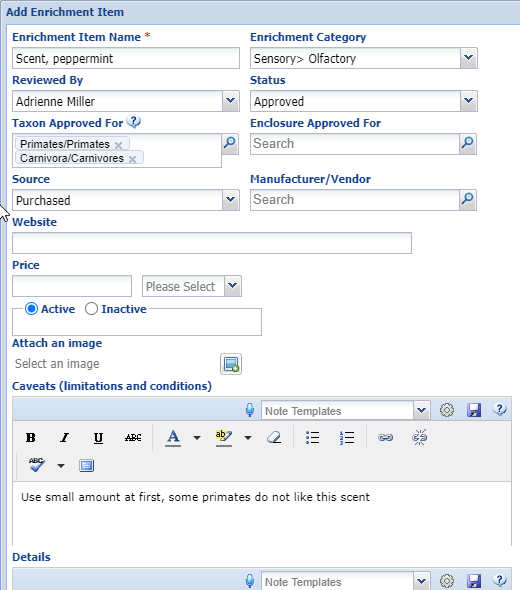 Add Enrichment Item
Enrichment Item Name * Enrichment Category
Scent, peppermint Sensory> Olfactory
Reviewed By Status
Adrienne Miller Approved
Taxon Approved For ? Enclosure Approved For
Primates/Primates x Search
Carnivora/Carnivores x
Source Manufacturer/Vendor
Purchased Search
Website
Price
Please Select
Active Inactive
Attach an image
Select an image
Caveats (limitations and conditions)
Note Templates ?
B I U ABC A ab
ABC
Use small amount at first, some primates do not like this scent
Details
Note Templates ?